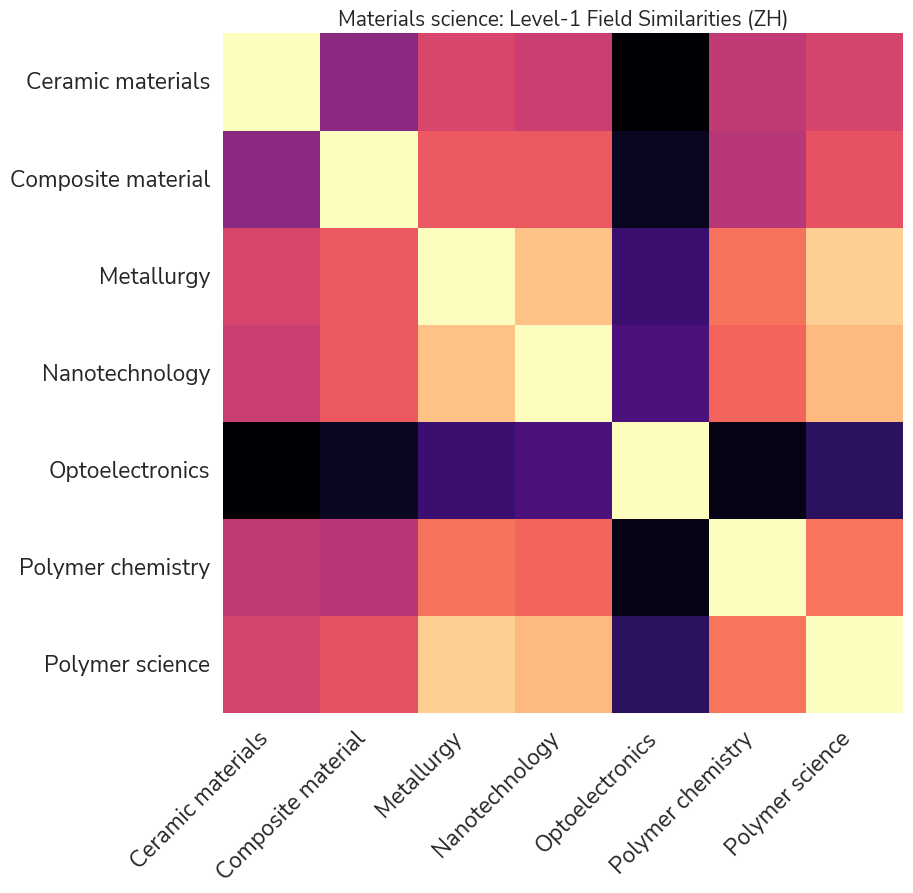 Materials science: Level-1 Field Similarities (ZH)
Ceramic materials
Composite material
Metallurgy
Nanotechnology
Optoelectronics
Polymer chemistry
Polymer science
Ceramic materials
Composite material
Metallurgy
Nanotechnology
Optoelectronics
Polymer chemistry
Polymer science